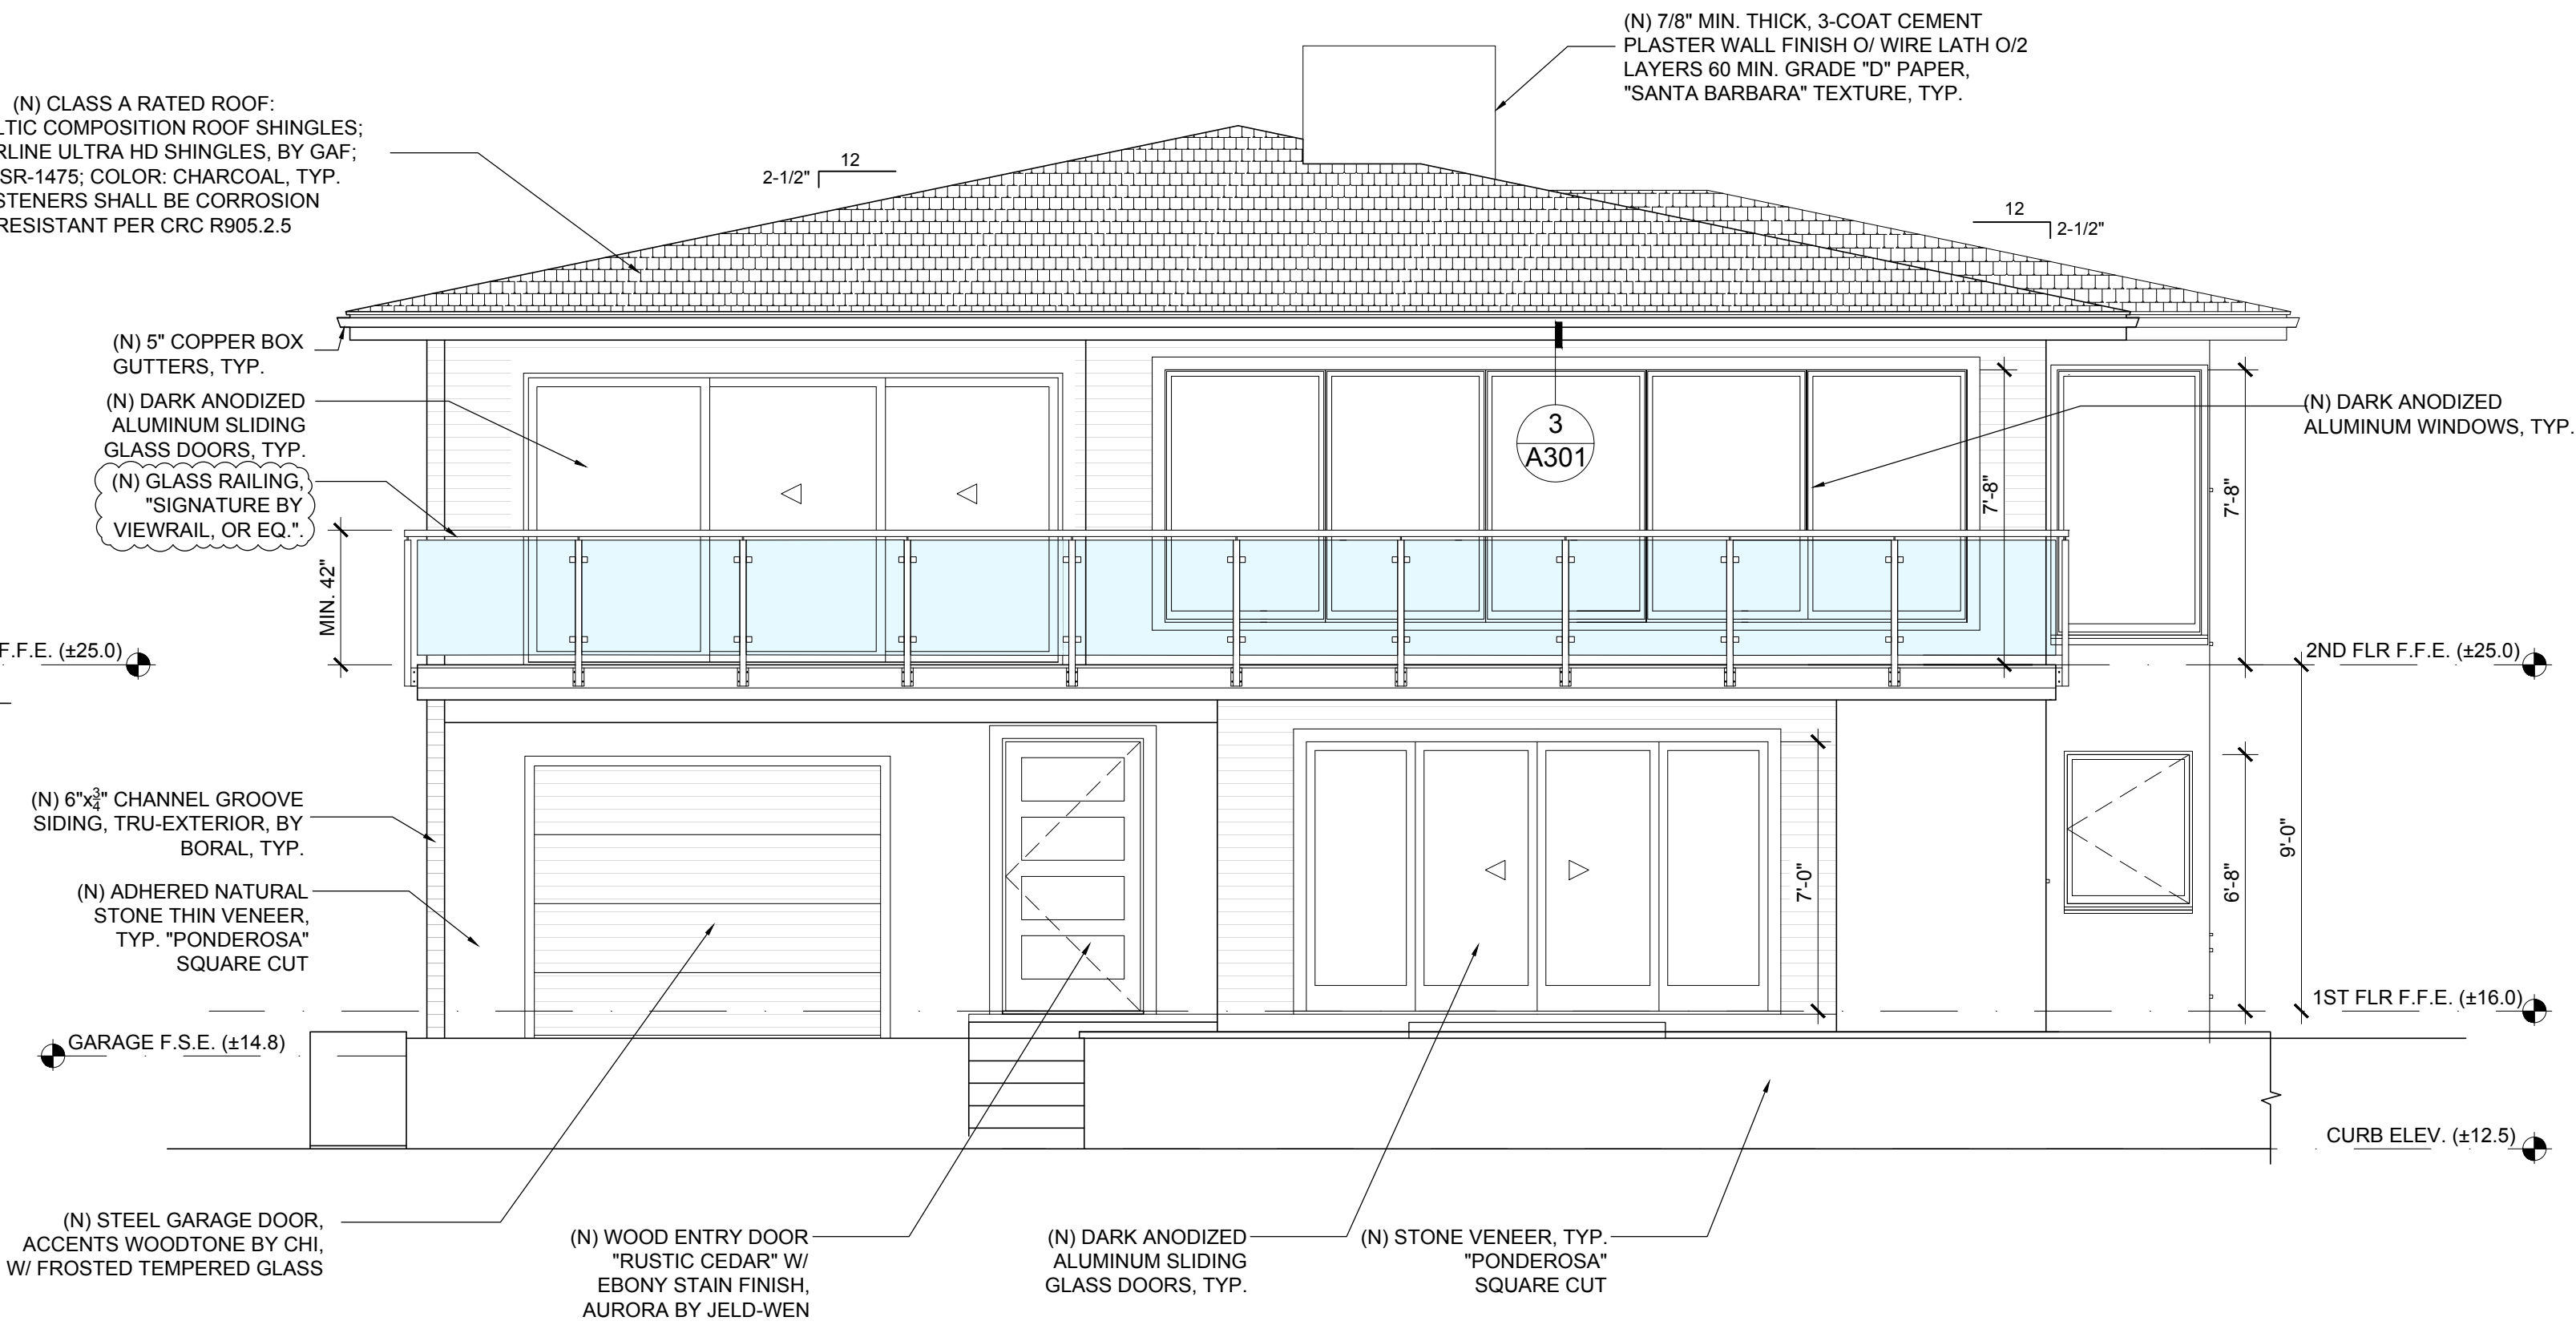 (N) 7/8" MIN. THICK, 3-COAT CEMENT
PLASTER WALL FINISH O/ WIRE LATH O/2
LAYERS 60 MIN. GRADE "D" PAPER,
"SANTA BARBARA" TEXTURE, TYP.
(N) CLASS A RATED ROOF:
LTIC COMPOSITION ROOF SHINGLES;
RLINE ULTRA HD SHINGLES, BY GAF;
SR-1475; COLOR: CHARCOAL, TYP.
STENERS SHALL BE CORROSION
RESISTANT PER CRC R905.2.5
12
2-1/2"
12
2-1/2"
(N) 5" COPPER BOX
GUTTERS, TYP.
(N) DARK ANODIZED
ALUMINUM SLIDING
GLASS DOORS, TYP.
(N) GLASS RAILING,
"SIGNATURE BY
VIEWRAIL, OR EQ.".
MIN. 42"
3
A301
7'-8"
7'-8"
(N) DARK ANODIZED
ALUMINUM WINDOWS, TYP.
F.F.E. (±25.0)
2ND FLR F.F.E. (±25.0)
(N) 6"x3/4" CHANNEL GROOVE
SIDING, TRU-EXTERIOR, BY
BORAL, TYP.
(N) ADHERED NATURAL
STONE THIN VENEER,
TYP. "PONDEROSA"
SQUARE CUT
7'-0"
6'-8"
9'-0"
1ST FLR F.F.E. (±16.0)
GARAGE F.S.E. (±14.8)
CURB ELEV. (±12.5)
(N) STEEL GARAGE DOOR,
ACCENTS WOODTONE BY CHI,
W/ FROSTED TEMPERED GLASS
(N) WOOD ENTRY DOOR
"RUSTIC CEDAR" W/
EBONY STAIN FINISH,
AURORA BY JELD-WEN
(N) DARK ANODIZED
ALUMINUM SLIDING
GLASS DOORS, TYP.
(N) STONE VENEER, TYP.
"PONDEROSA"
SQUARE CUT